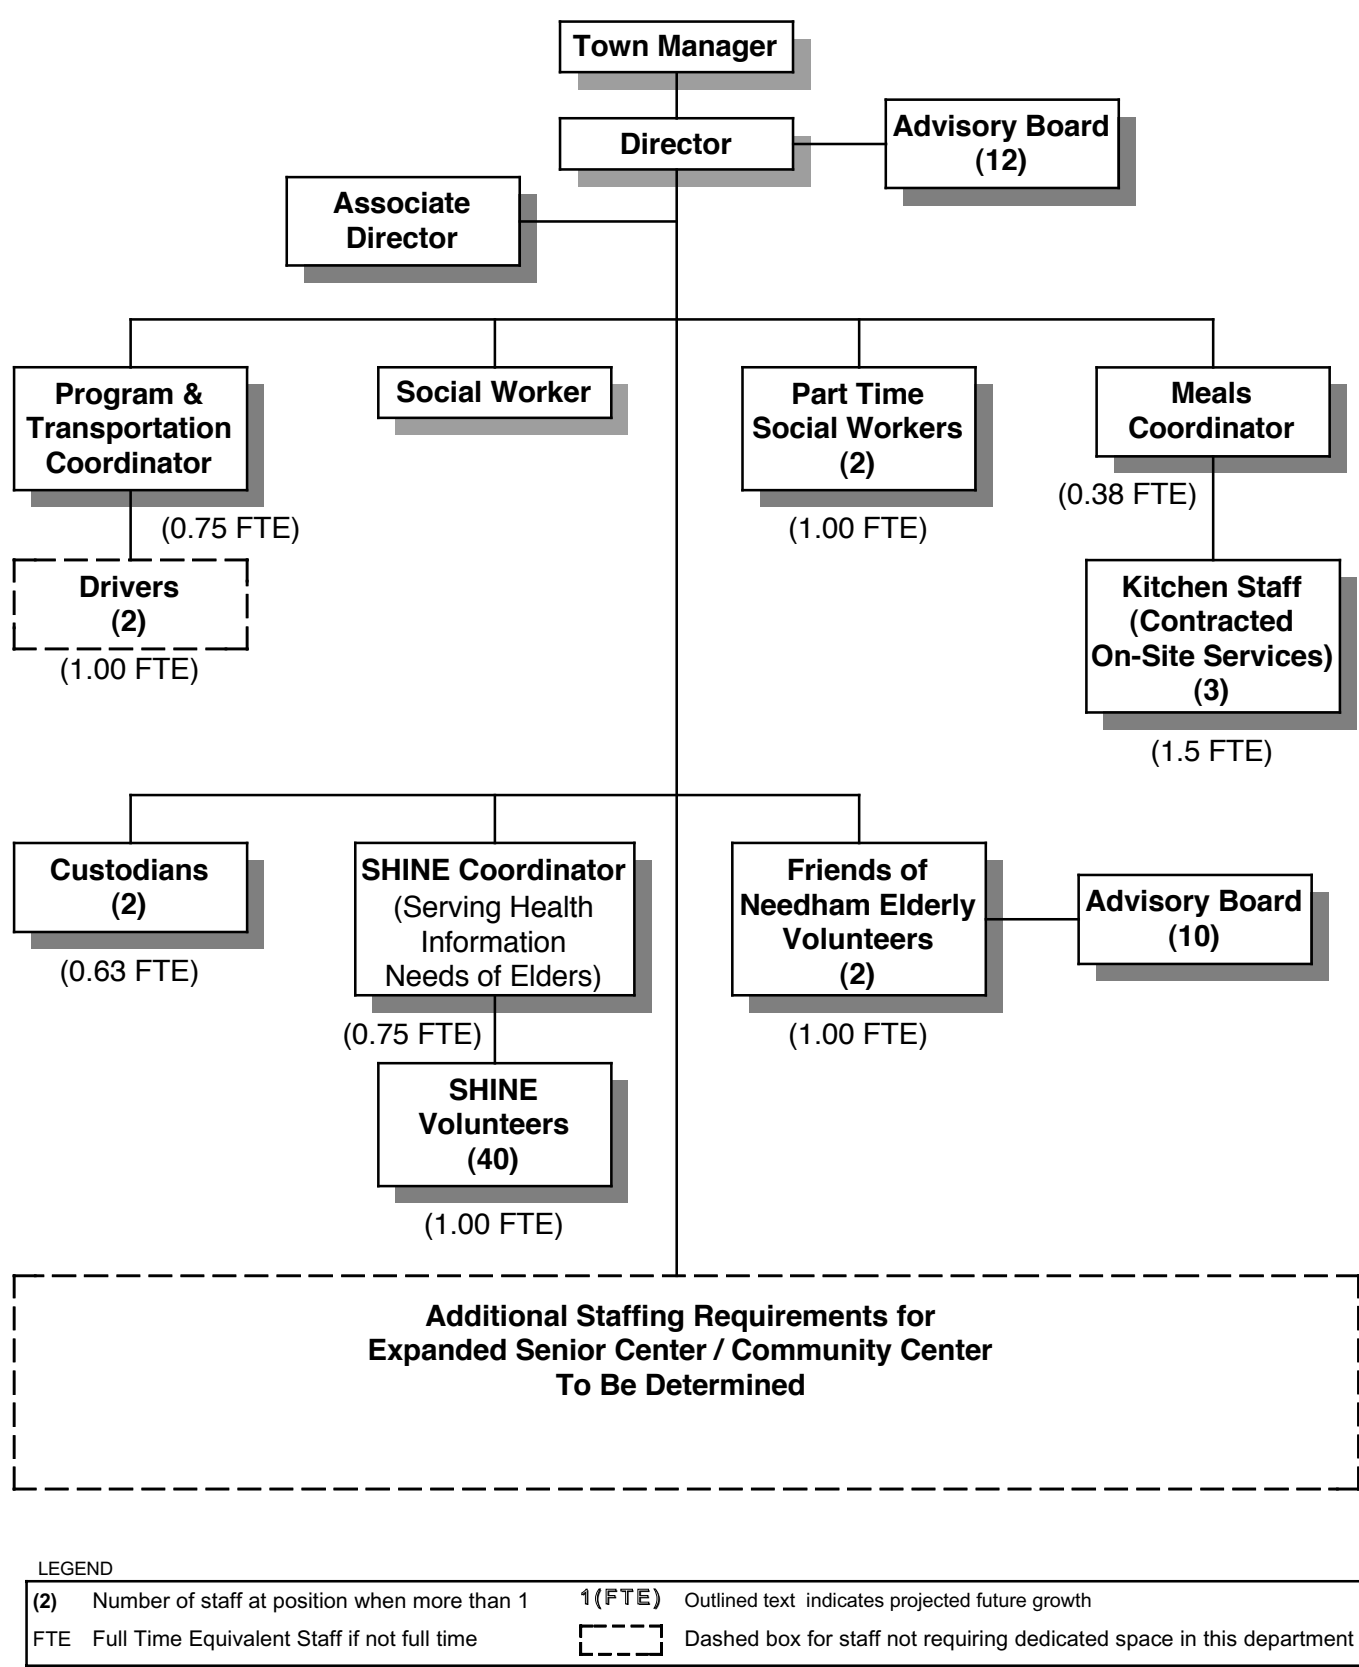 Town Manager
Director
Advisory Board
(12)
Associate
Director
Program &
Transportation
Coordinator
(0.75 FTE)
Drivers
(2)
(1.00 FTE)
Social Worker
Part Time
Social Workers
(2)
(1.00 FTE)
Meals
Coordinator
(0.38 FTE)
Kitchen Staff
(Contracted
On-Site Services)
(3)
(1.5 FTE)
Custodians
(2)
(0.63 FTE)
SHINE Coordinator
(Serving Health
Information
Needs of Elders)
(0.75 FTE)
SHINE
Volunteers
(40)
(1.00 FTE)
Friends of
Needham Elderly
Volunteers
(2)
(1.00 FTE)
Advisory Board
(10)
Additional Staffing Requirements for
Expanded Senior Center / Community Center
To Be Determined
LEGEND
(2) Number of staff at position when more than 1
FTE Full Time Equivalent Staff if not full time
1(FTE) Outlined text indicates projected future growth
Dashed box for staff not requiring dedicated space in this department